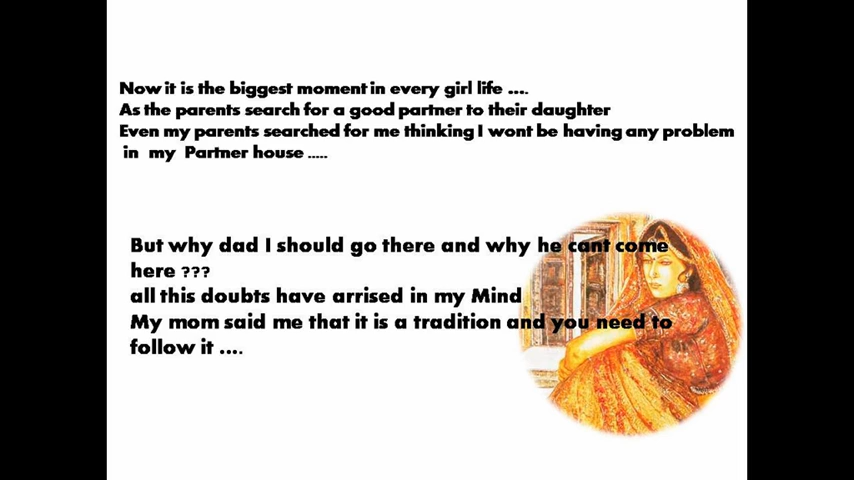 Now it is the biggest moment in every girl life ....
As the parents search for a good partner to their daughter
Even my parents searched for me thinking I wont be having any problem
in my Partner house .....
But why dad I should go there and why he cant come
here ???
all this doubts have arrised in my Mind
My mom said me that it is a tradition and you need to
follow it ....